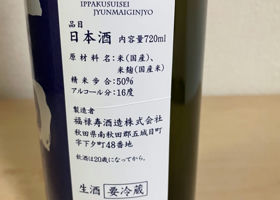 IPPAKUSUISEI
JYUNMAIGINJYO
品目
日本酒 内容量720ml
原材料名:米(国産)、
米麹(国産米)
精米歩合:50%
アルコール分:16度
製造者
福禄寿酒造株式会社
秋田県南秋田郡五城目町
字下夕町48番地
飲酒は20歳になってから。
生酒 要冷蔵